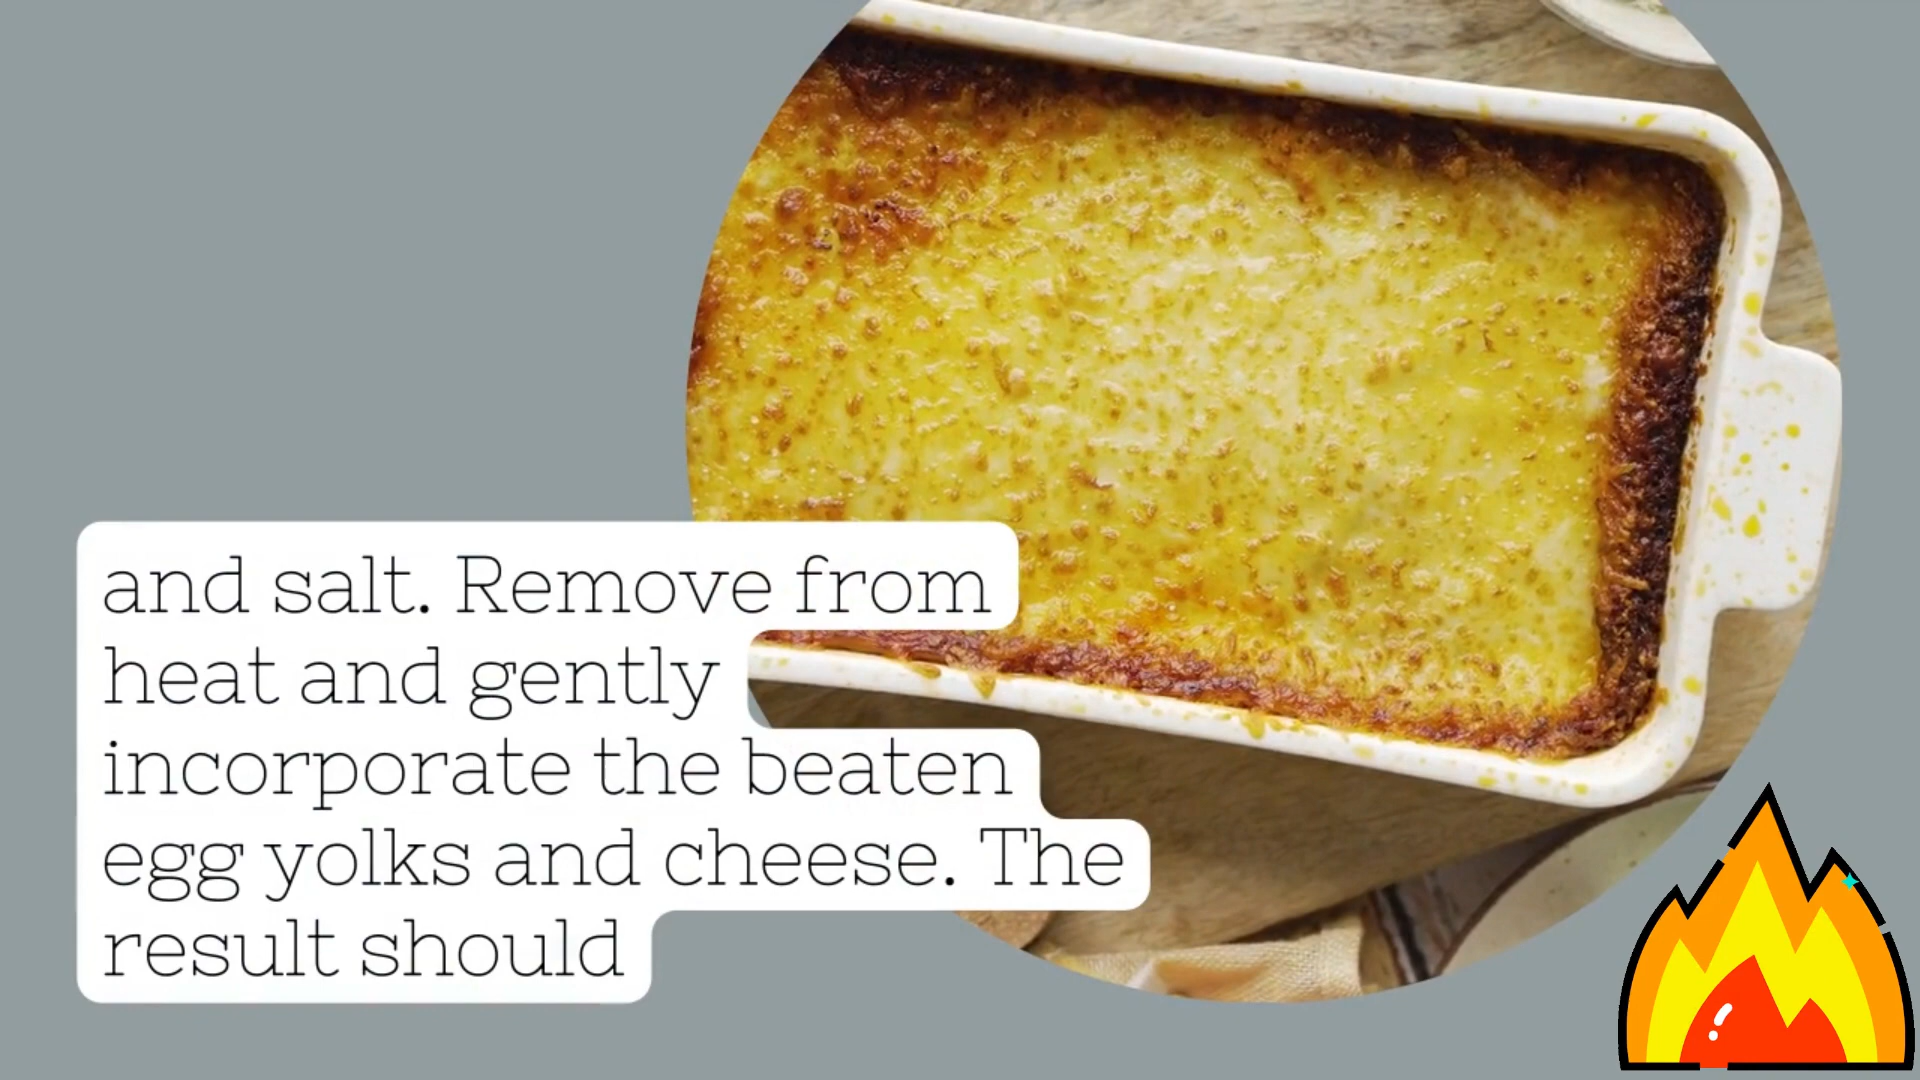 and salt. Remove from
heat and gently
incorporate the beaten
egg yolks and cheese. The
result should